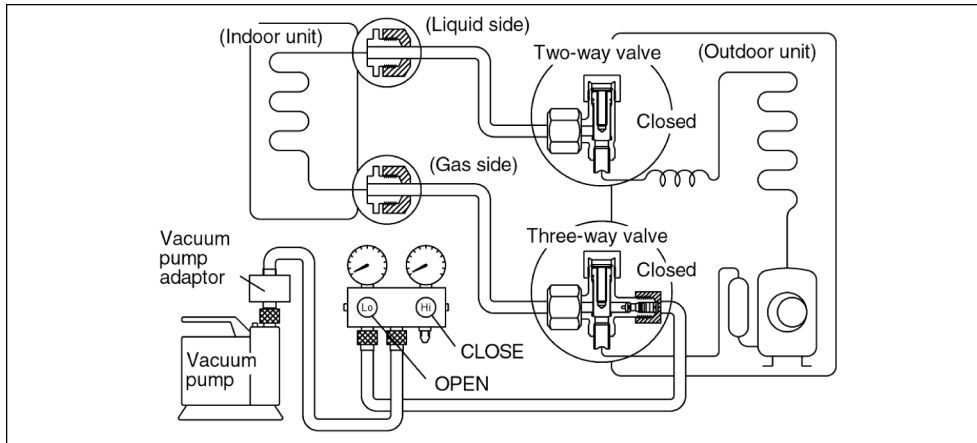 (Indoor unit)
(Liquid side)
Two-way valve
(Outdoor unit)
Closed
(Gas side)
Three-way valve
Closed
Vacuum
pump
adaptor
Lo
Hi
CLOSE
OPEN
Vacuum
pump